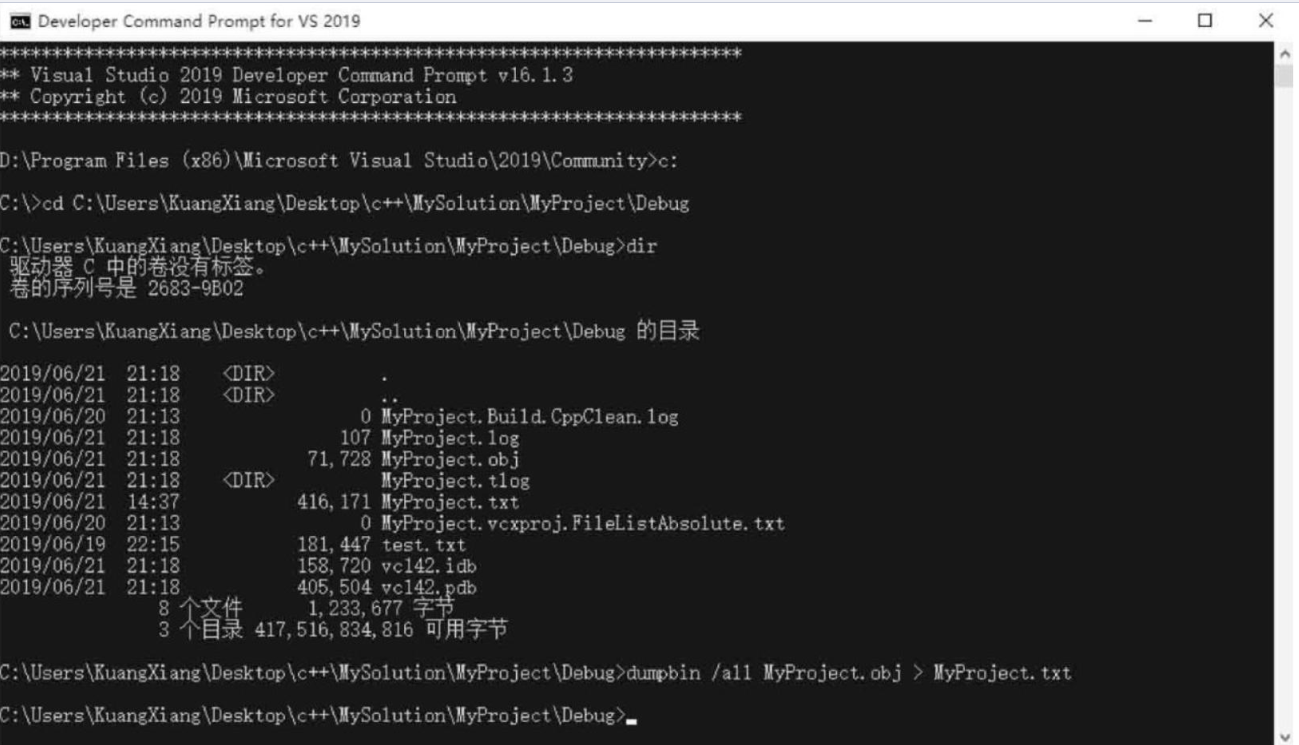 Developer Command Prompt for VS 2019
**********************************************************************
** Visual Studio 2019 Developer Command Prompt v16.1.3
** Copyright (c) 2019 Microsoft Corporation
**********************************************************************
D:\Program Files (x86)\Microsoft Visual Studio\2019\Community>c:
C:\>cd C:\Users\KuangXiang\Desktop\c++\MySolution\MyProject\Debug
C:\Users\KuangXiang\Desktop\c++\MySolution\MyProject\Debug>dir
驱动器 C 中的卷没有标签。
卷的序列号是 2683-9B02
C:\Users\KuangXiang\Desktop\c++\MySolution\MyProject\Debug 的目录
2019/06/21  21:18    <DIR>          .
2019/06/21  21:18    <DIR>          ..
2019/06/20  21:13                 0 MyProject.Build.CppClean.log
2019/06/21  21:18               107 MyProject.log
2019/06/21  21:18            71,728 MyProject.obj
2019/06/21  21:18    <DIR>          MyProject.tlog
2019/06/21  14:37           416,171 MyProject.txt
2019/06/20  21:13                 0 MyProject.vcxproj.FileListAbsolute.txt
2019/06/19  22:15           181,447 test.txt
2019/06/21  21:18           158,720 vc142.idb
2019/06/21  21:18           405,504 vc142.pdb
8 个文件      1,233,677 字节
3 个目录 417,516,834,816 可用字节
C:\Users\KuangXiang\Desktop\c++\MySolution\MyProject\Debug>dumpbin /all MyProject.obj > MyProject.txt
C:\Users\KuangXiang\Desktop\c++\MySolution\MyProject\Debug>